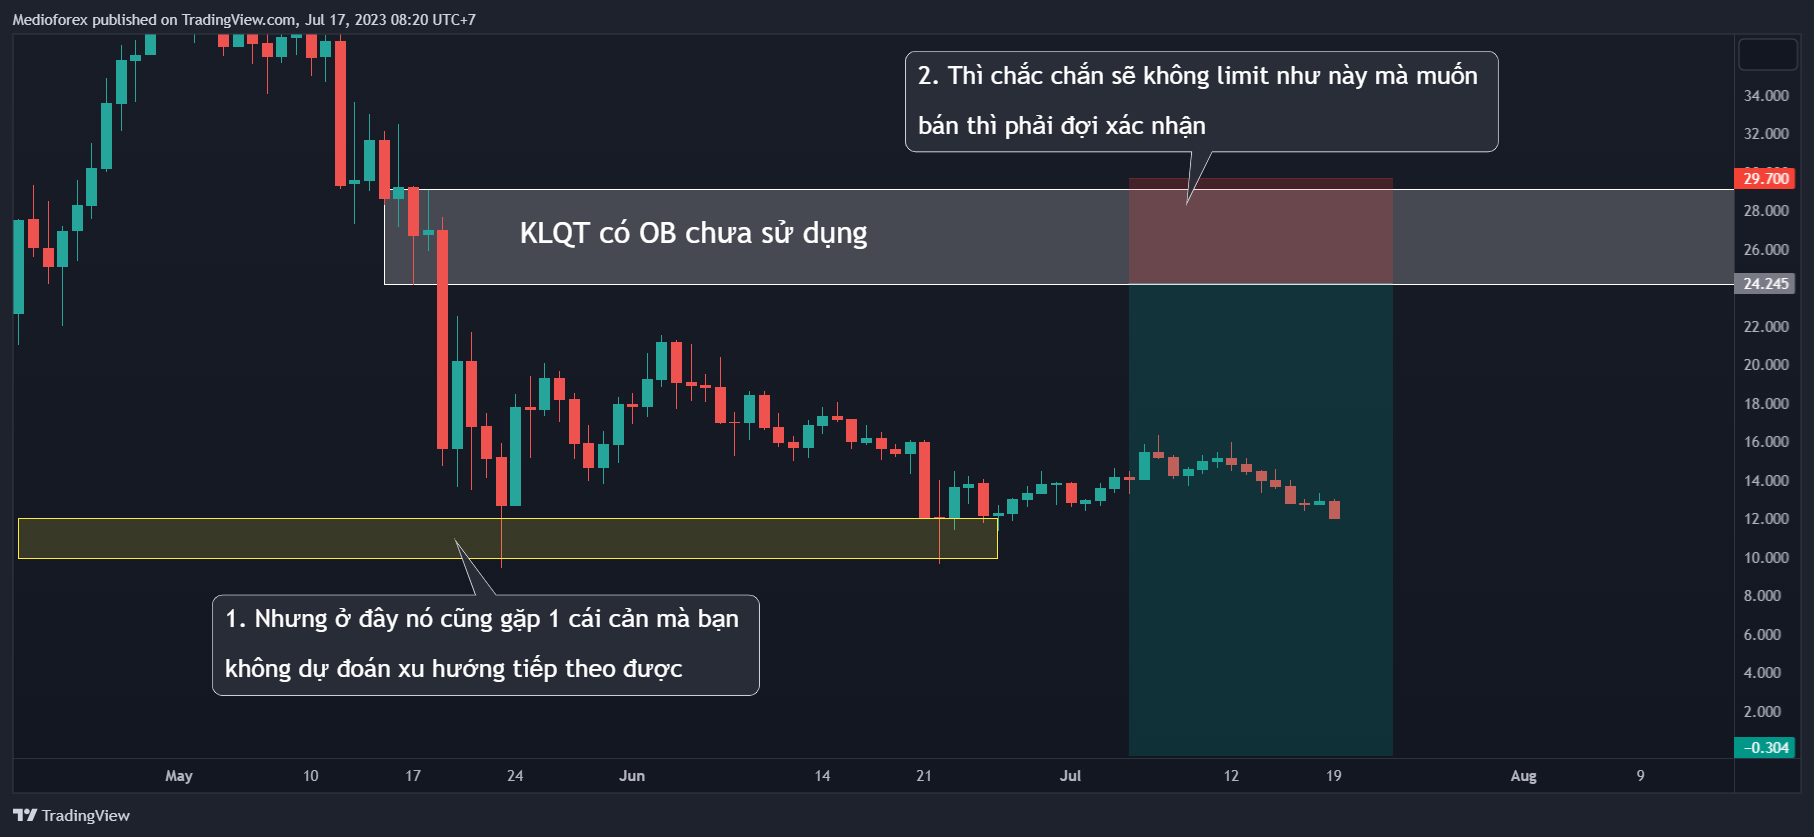 Medioforex published on TradingView.com, Jul 17, 2023 08:20 UTC+7
2. Thì chắc chắn sẽ không limit như này mà muốn
bán thì phải đợi xác nhận
KLQT có OB chưa sử dụng
1. Nhưng ở đây nó cũng gặp 1 cái cản mà bạn
không dự đoán xu hướng tiếp theo được
34.000
32.000
29.700
28.000
26.000
24.245
22.000
20.000
18.000
16.000
14.000
12.000
10.000
8.000
6.000
4.000
2.000
−0.304
May 10 17 24 Jun 14 21 Jul 12 19 Aug 9
TradingView